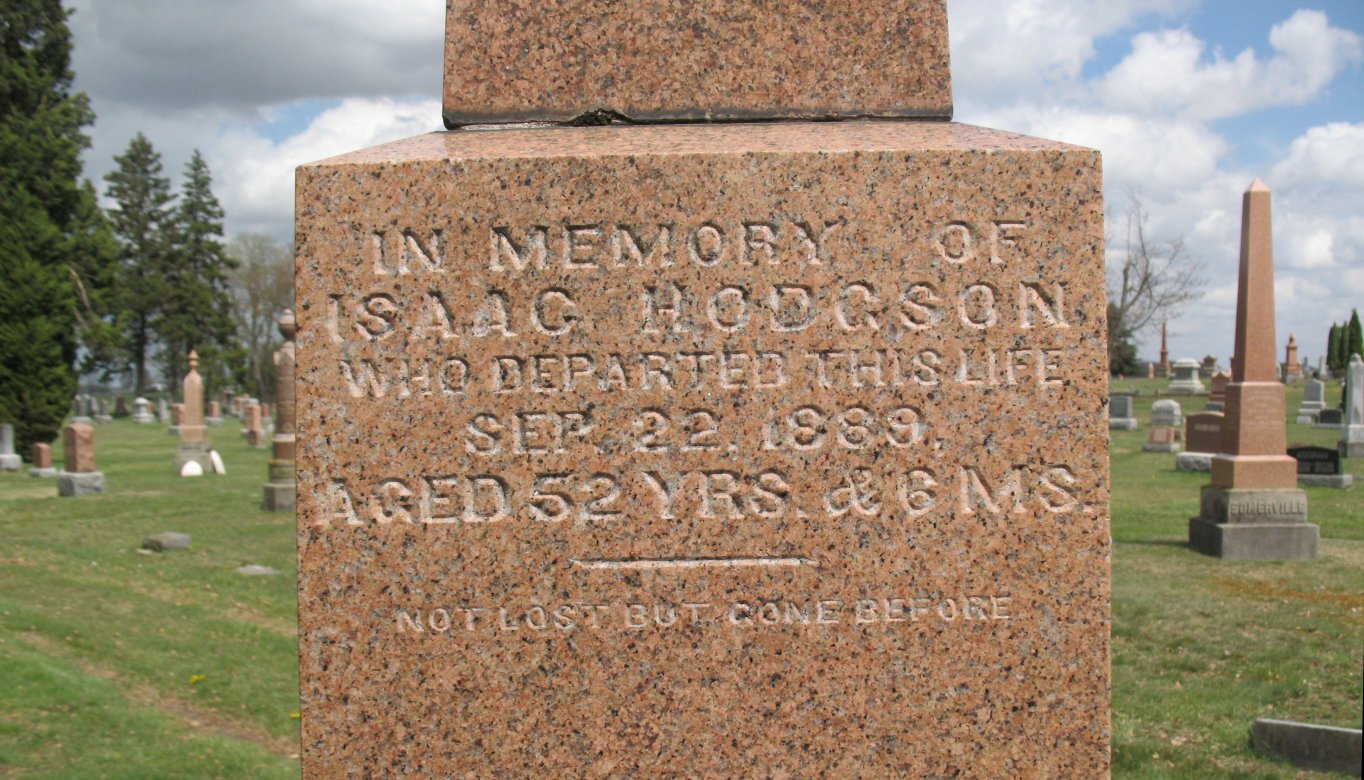 IN MEMORY OF
ISAAC HODGSON
WHO DEPARTED THIS LIFE
SEP. 22, 1889,
AGED 52 YRS. & 6 MS.
NOT LOST BUT GONE BEFORE
SOMERVILLE